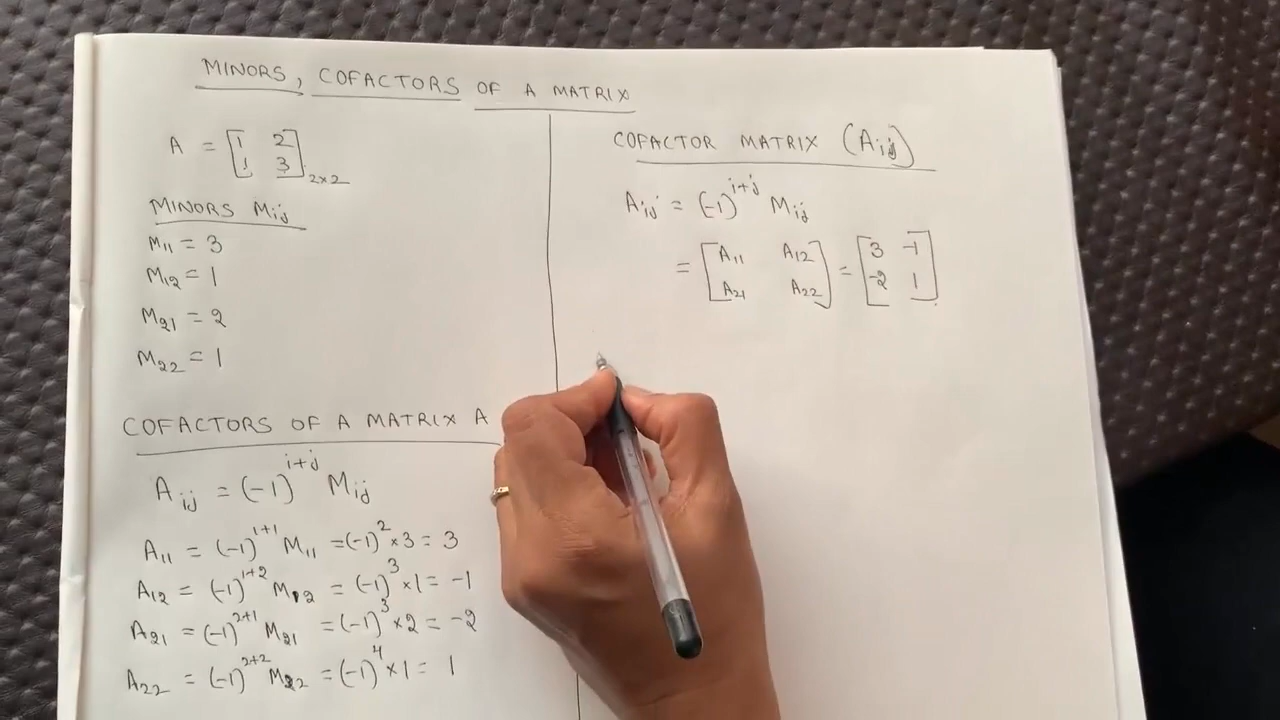 MINORS, COFACTORS OF A MATRIX
A = [1 2
1 3]2×2
MINORS Mij
M11 = 3
M12 = 1
M21 = 2
M22 = 1
COFACTORS OF A MATRIX A
Aij = (-1)^i+j Mij
A11 = (-1)^1+1 M11 = (-1)^2 × 3 = 3
A12 = (-1)^1+2 M12 = (-1)^3 × 1 = -1
A21 = (-1)^2+1 M21 = (-1)^3 × 2 = -2
A22 = (-1)^2+2 M22 = (-1)^4 × 1 = 1
COFACTOR MATRIX (Aij)
Aij = (-1)^i+j Mij
= [A11 A12] = [3 -1]
[A21 A22] [-2 1]